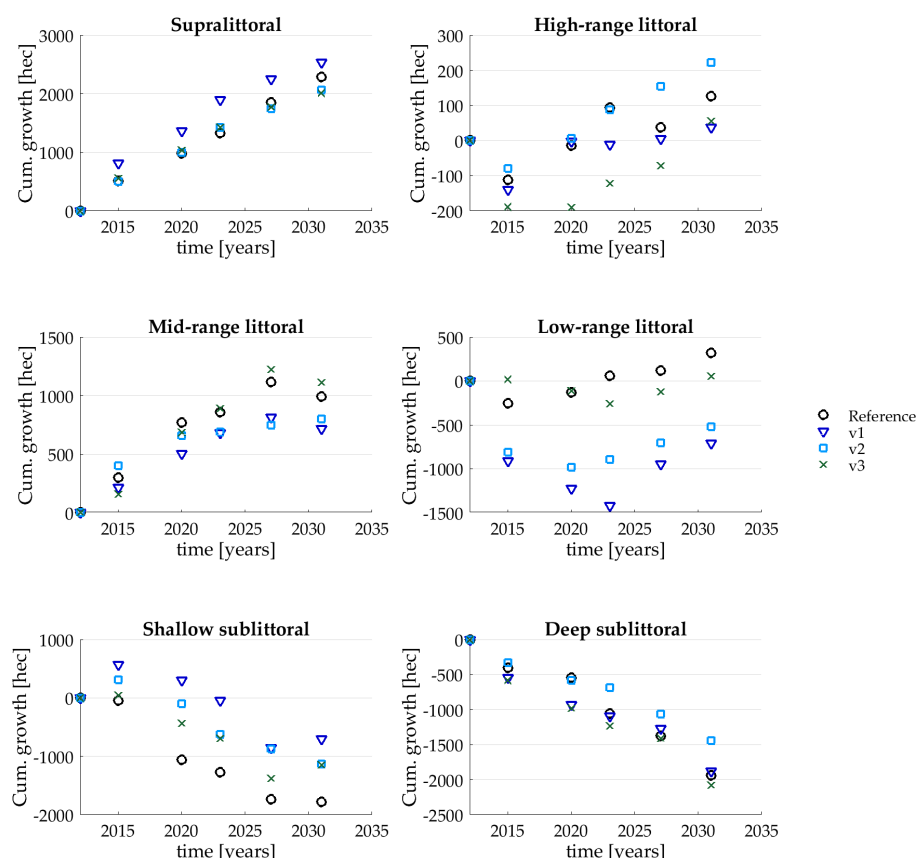 Supralittoral
Cum. growth [hec]
3000
2000
1000
0
2015 2020 2025 2030 2035
time [years]
High-range littoral
Cum. growth [hec]
300
200
100
0
-100
-200
2015 2020 2025 2030 2035
time [years]
Mid-range littoral
Cum. growth [hec]
1500
1000
500
0
2015 2020 2025 2030 2035
time [years]
Low-range littoral
Cum. growth [hec]
500
0
-500
-1000
-1500
2015 2020 2025 2030 2035
time [years]
Reference
v1
v2
v3
Shallow sublittoral
Cum. growth [hec]
1000
0
-1000
-2000
2015 2020 2025 2030 2035
time [years]
Deep sublittoral
Cum. growth [hec]
0
-500
-1000
-1500
-2000
-2500
2015 2020 2025 2030 2035
time [years]